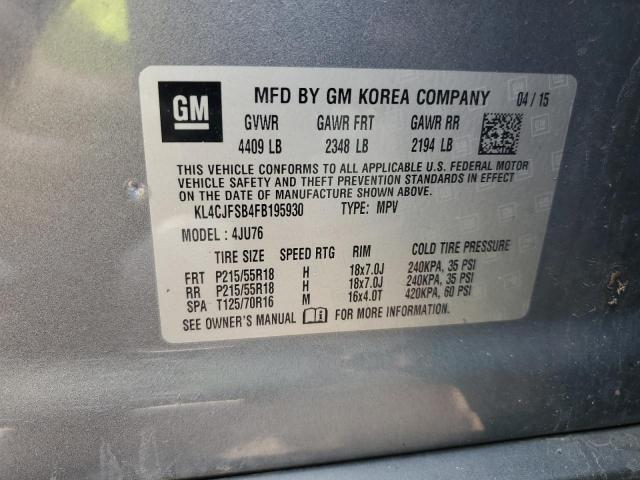 GM MFD BY GM KOREA COMPANY 04 / 15
GVWR GAWR FRT GAWR RR
4409 LB 2348 LB 2194 LB
THIS VEHICLE CONFORMS TO ALL APPLICABLE U.S. FEDERAL MOTOR
VEHICLE SAFETY AND THEFT PREVENTION STANDARDS IN EFFECT
ON THE DATE OF MANUFACTURE SHOWN ABOVE.
KL4CJFSB4FB195930 TYPE: MPV
MODEL: 4JU76
TIRE SIZE SPEED RTG RIM COLD TIRE PRESSURE
FRT P215/55R18 H 18x7.0J 240KPA, 35 PSI
RR P215/55R18 H 18x7.0J 240KPA, 35 PSI
SPA T125/70R16 M 16x4.0T 420KPA, 60 PSI
SEE OWNER'S MANUAL FOR MORE INFORMATION.